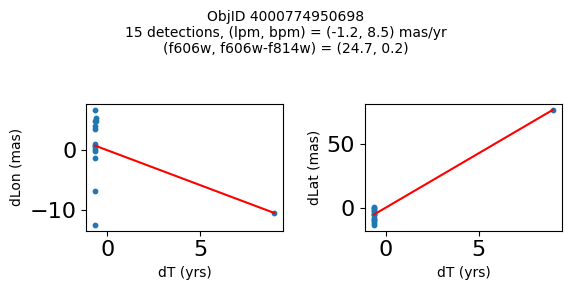 ObjID 4000774950698
15 detections, (lpm, bpm) = (-1.2, 8.5) mas/yr
(f606w, f606w-f814w) = (24.7, 0.2)
dLon (mas)
0
−10
0
5
dT (yrs)
dLat (mas)
50
0
0
5
dT (yrs)